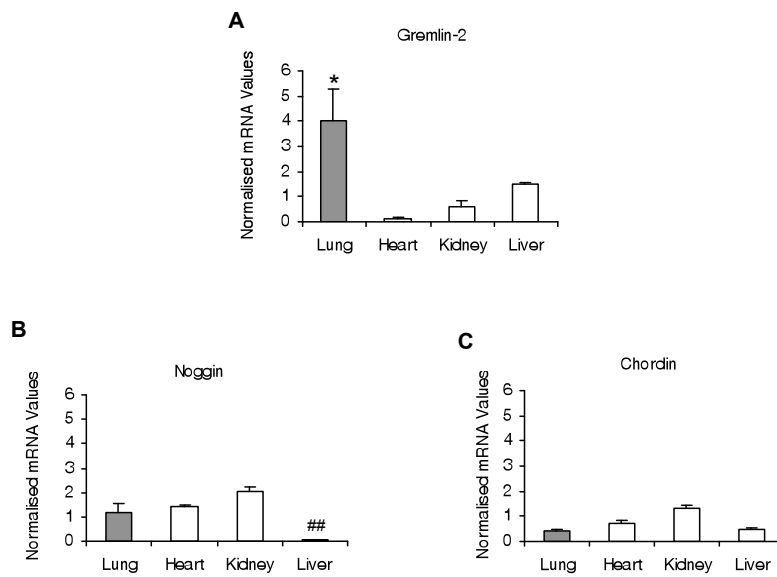 A
Gremlin-2
Normalised mRNA Values
6
5
4
3
2
1
0
*
Lung Heart Kidney Liver
B
Noggin
Normalised mRNA Values
6
5
4
3
2
1
0
##
Lung Heart Kidney Liver
C
Chordin
Normalised mRNA Values
6
5
4
3
2
1
0
Lung Heart Kidney Liver